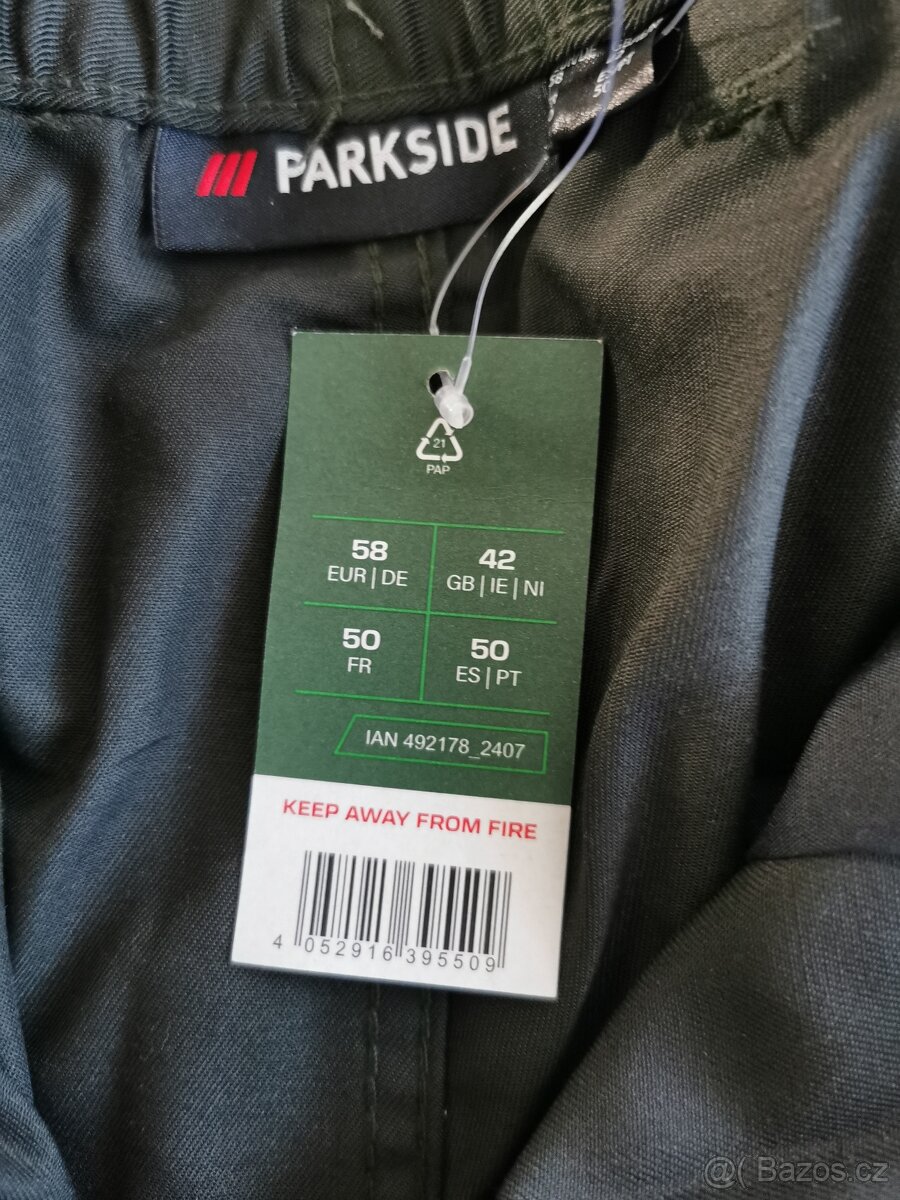 PARKSIDE
21
PAP
58
EUR|DE
42
GB|IE|NI
50
FR
50
ES|PT
IAN 492178_2407
KEEP AWAY FROM FIRE
4 052916 395509
@( Bazos.cz